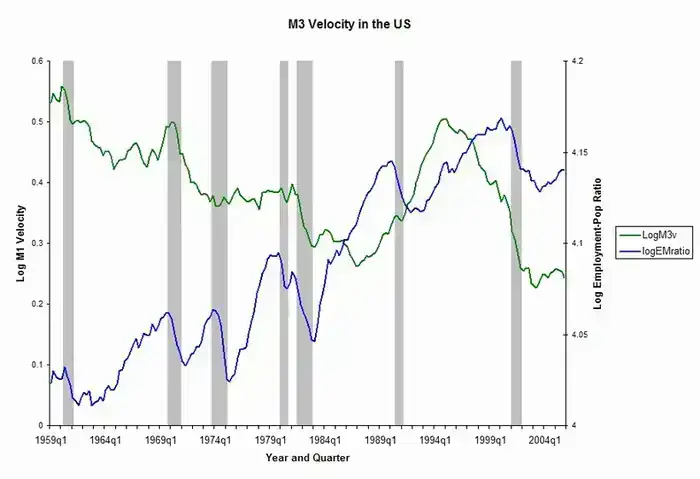 M3 Velocity in the US
0.6
0.5
0.4
0.3
0.2
0.1
0
Log M1 Velocity
4.2
4.15
4.1
4.05
4
Log Employment-Pop Ratio
LogM3v
logEMratio
1959q1 1964q1 1969q1 1974q1 1979q1 1984q1 1989q1 1994q1 1999q1 2004q1
Year and Quarter